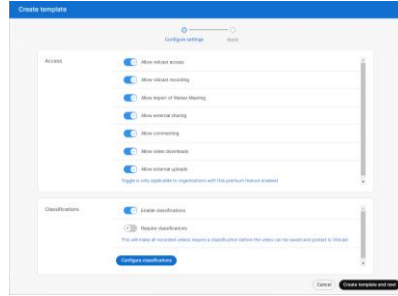 Create template
Configure settings
Apply
Access
Allow vidcast access
Allow vidcast recording
Allow import of Webex Meeting
Allow external sharing
Allow commenting
Allow video downloads
Allow external uploads
Toggle is only applicable to organizations with this premium feature enabled
Classifications
Enable classifications
Require classifications
This will make all recorded videos require a classification before the video can be saved and posted to Vidcast
Configure classifications
Cancel
Create template and next